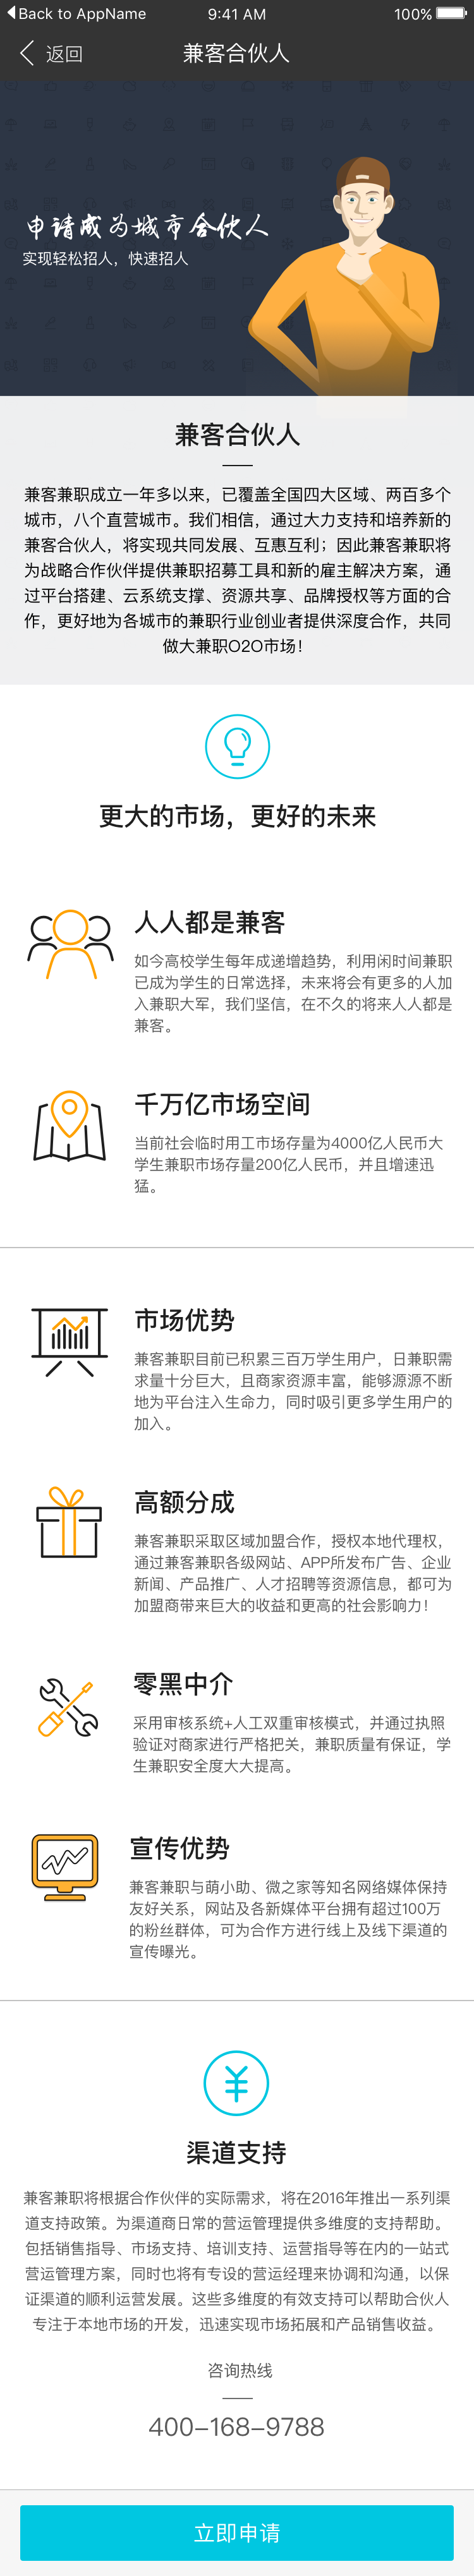 Back to AppName 9:41 AM 100%
返回 兼客合伙人
申请成为城市合伙人
实现轻松招人，快速招人
兼客合伙人
兼客兼职成立一年多以来，已覆盖全国四大区域、两百多个
城市，八个直营城市。我们相信，通过大力支持和培养新的
兼客合伙人，将实现共同发展、互惠互利；因此兼客兼职将
为战略合作伙伴提供兼职招募工具和新的雇主解决方案，通
过平台搭建、云系统支撑、资源共享、品牌授权等方面的合
作，更好地为各城市的兼职行业创业者提供深度合作，共同
做大兼职O2O市场！
更大的市场，更好的未来
人人都是兼客
如今高校学生每年成递增趋势，利用闲时间兼职
已成为学生的日常选择，未来将会有更多的人加
入兼职大军，我们坚信，在不久的将来人人都是
兼客。
千万亿市场空间
当前社会临时用工市场存量为4000亿人民币大
学生兼职市场存量200亿人民币，并且增速迅
猛。
市场优势
兼客兼职目前已积累三百万学生用户，日兼职需
求量十分巨大，且商家资源丰富，能够源源不断
地为平台注入生命力，同时吸引更多学生用户的
加入。
高额分成
兼客兼职采取区域加盟合作，授权本地代理权，
通过兼客兼职各级网站、APP所发布广告、企业
新闻、产品推广、人才招聘等资源信息，都可为
加盟商带来巨大的收益和更高的社会影响力！
零黑中介
采用审核系统+人工双重审核模式，并通过执照
验证对商家进行严格把关，兼职质量有保证，学
生兼职安全度大大提高。
宣传优势
兼客兼职与萌小助、微之家等知名网络媒体保持
友好关系，网站及各新媒体平台拥有超过100万
的粉丝群体，可为合作方进行线上及线下渠道的
宣传曝光。
渠道支持
兼客兼职将根据合作伙伴的实际需求，将在2016年推出一系列渠
道支持政策。为渠道商日常的营运管理提供多维度的支持帮助。
包括销售指导、市场支持、培训支持、运营指导等在内的一站式
营运管理方案，同时也将有专设的营运经理来协调和沟通，以保
证渠道的顺利运营发展。这些多维度的有效支持可以帮助合伙人
专注于本地市场的开发，迅速实现市场拓展和产品销售收益。
咨询热线
400-168-9788
立即申请